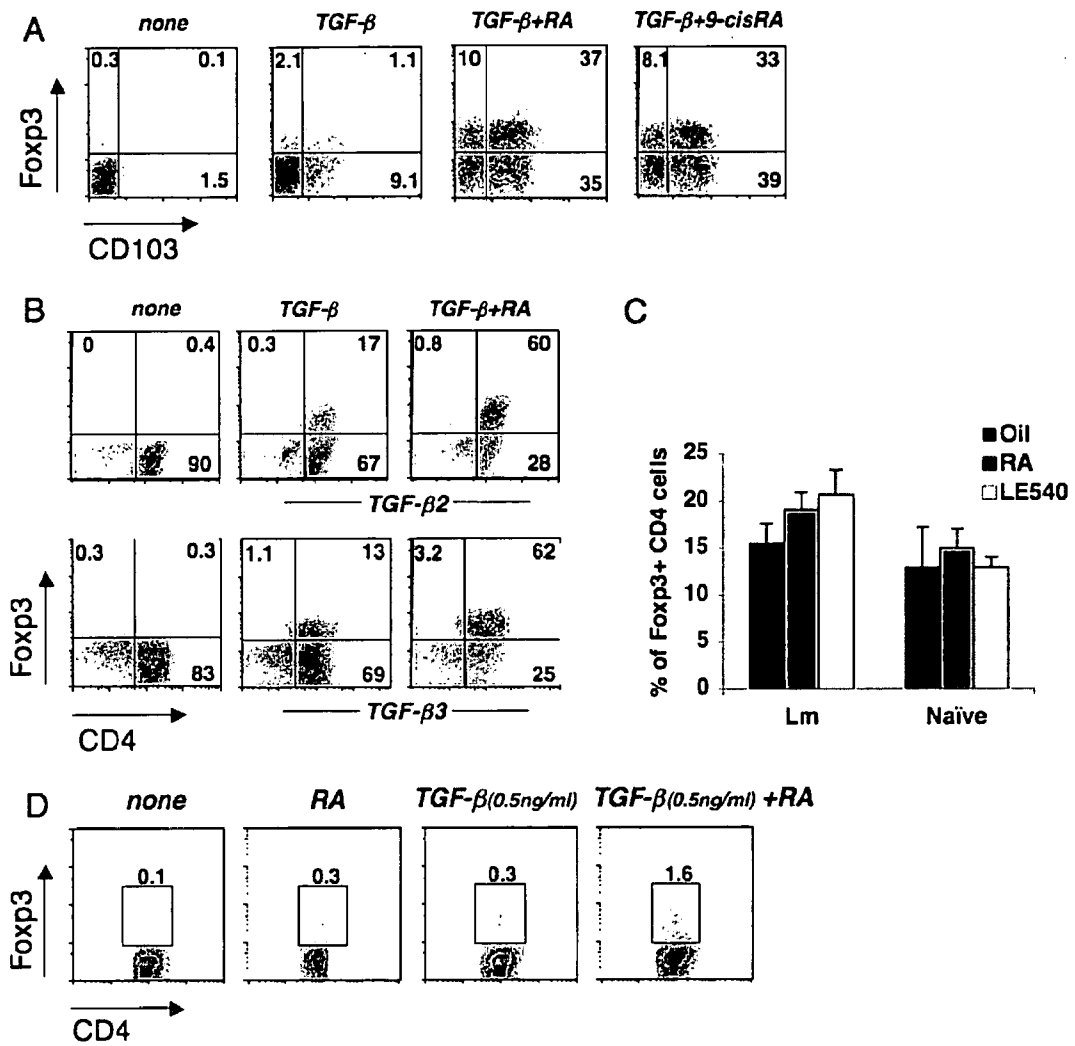 A
none
TGF-β
TGF-β+RA
TGF-β+9-cisRA
0.3
0.1
1.5
2.1
1.1
9.1
10
37
35
8.1
33
39
Foxp3
CD103
B
none
TGF-β
TGF-β+RA
0
0.4
90
0.3
17
67
0.8
60
28
TGF-β2
0.3
0.3
83
1.1
13
69
3.2
62
25
TGF-β3
Foxp3
CD4
C
Oil
RA
LE540
% of Foxp3+ CD4 cells
25
20
15
10
5
0
Lm
Naïve
D
none
RA
TGF-β(0.5ng/ml)
TGF-β(0.5ng/ml) +RA
0.1
0.3
0.3
1.6
Foxp3
CD4